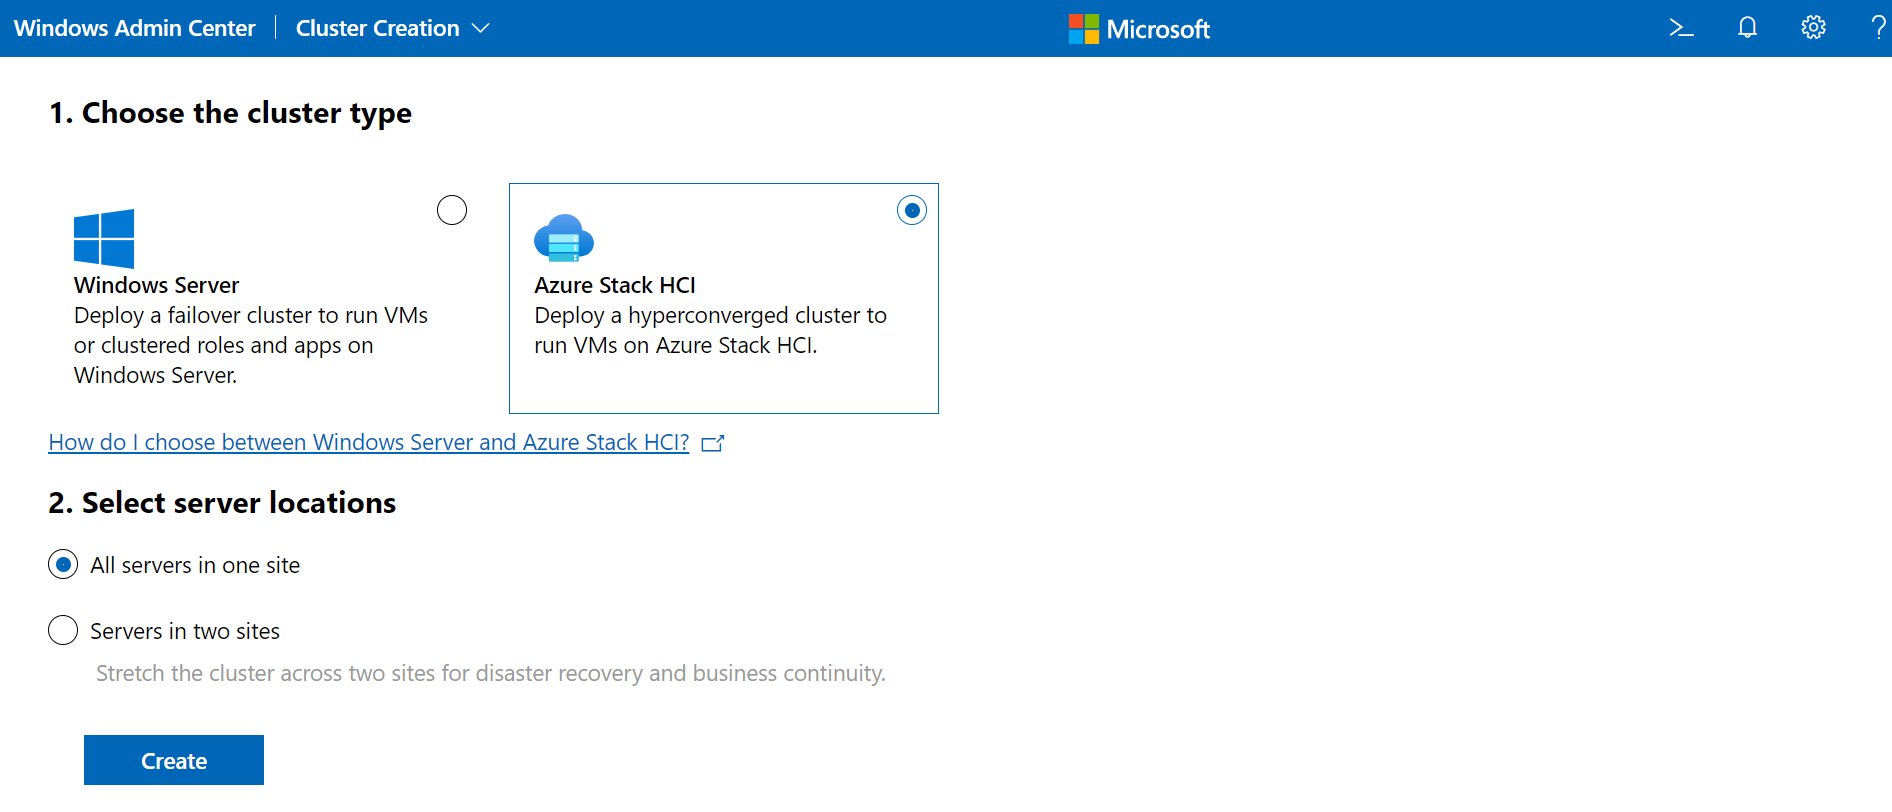 Windows Admin Center
Cluster Creation
Microsoft
1. Choose the cluster type
Windows Server
Deploy a failover cluster to run VMs
or clustered roles and apps on
Windows Server.
Azure Stack HCI
Deploy a hyperconverged cluster to
run VMs on Azure Stack HCI.
How do I choose between Windows Server and Azure Stack HCI?
2. Select server locations
All servers in one site
Servers in two sites
Stretch the cluster across two sites for disaster recovery and business continuity.
Create